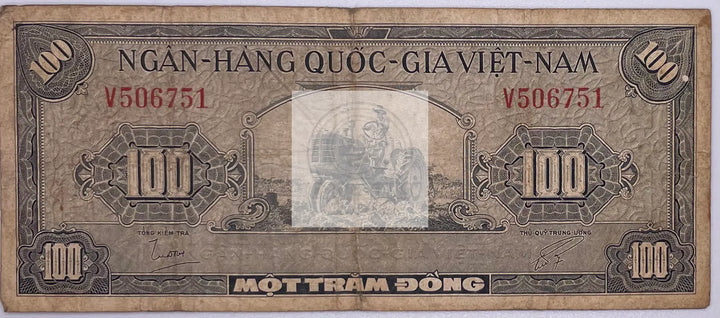 100 100
NGÂN-HÀNG QUỐC-GIA VIỆT-NAM
V506751 V506751
100 100
TỔNG KIỂM TRA THỦ-QUỸ TRUNG ƯƠNG
100 MỘT TRĂM ĐỒNG 100